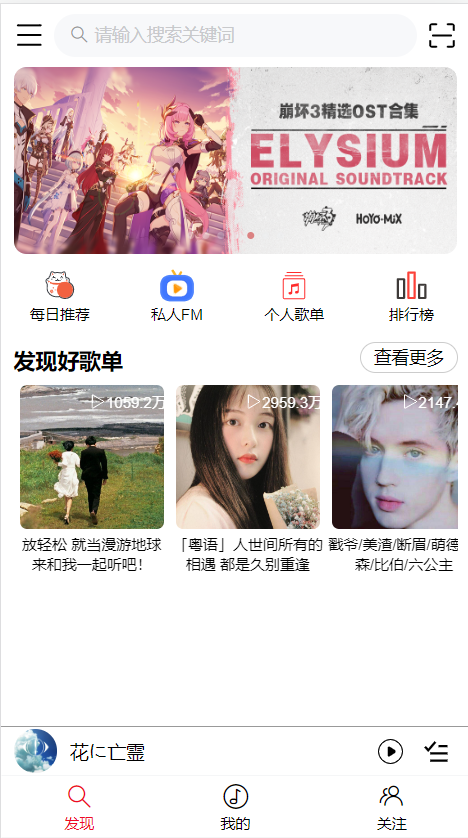 请输入搜索关键词
崩坏3精选OST合集
ELYSIUM
ORIGINAL SOUNDTRACK
HOYO-MiX
每日推荐 私人FM 个人歌单 排行榜
发现好歌单 查看更多
1059.2万 2959.3万 2147.4
放轻松 就当漫游地球
来和我一起听吧!
「粤语」人世间所有的
相遇 都是久别重逢
戳爷/美渣/断眉/萌德
森/比伯/六公主
花に亡霊
发现 我的 关注